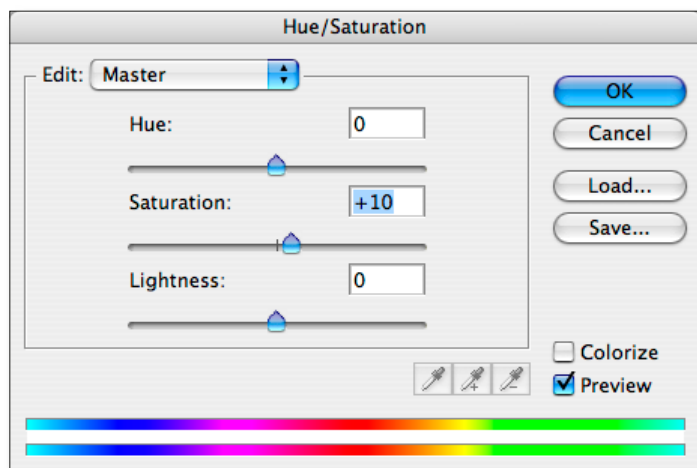 Hue/Saturation
Edit: Master
Hue: 0
Saturation: +10
Lightness: 0
OK
Cancel
Load...
Save...
Colorize
Preview